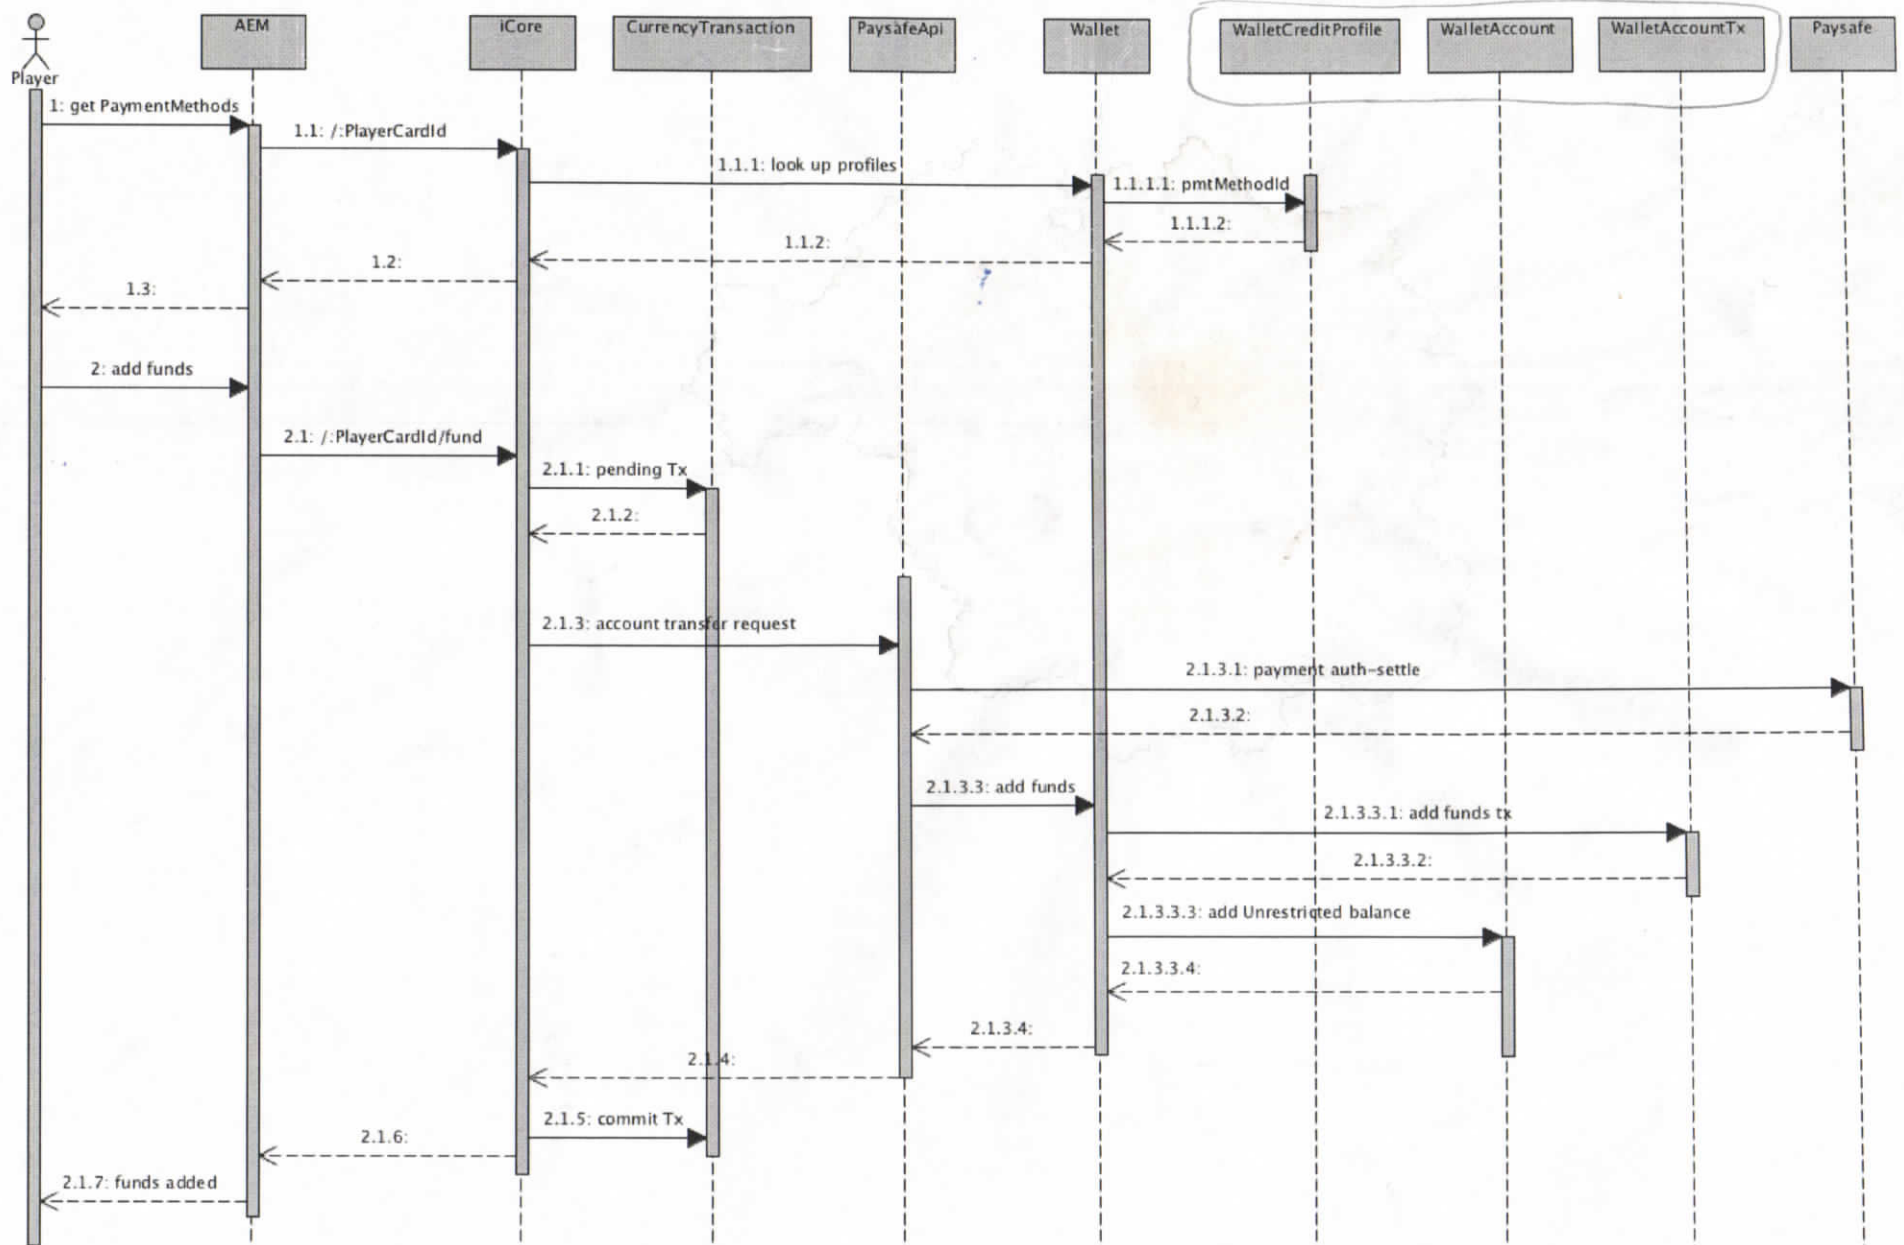 AEM
iCore
CurrencyTransaction
PaysafeApi
Wallet
WalletCreditProfile
WalletAccount
WalletAccountTx
Paysafe
Player
1: get PaymentMethods
1.1: /:PlayerCardId
1.1.1: look up profiles
1.1.1.1: pmtMethodId
1.1.1.2:
1.1.2:
1.2:
1.3:
2: add funds
2.1: /:PlayerCardId/fund
2.1.1: pending Tx
2.1.2:
2.1.3: account transfer request
2.1.3.1: payment auth-settle
2.1.3.2:
2.1.3.3: add funds
2.1.3.3.1: add funds tx
2.1.3.3.2:
2.1.3.3.3: add Unrestricted balance
2.1.3.3.4:
2.1.3.4:
2.1.4:
2.1.5: commit Tx
2.1.6:
2.1.7: funds added